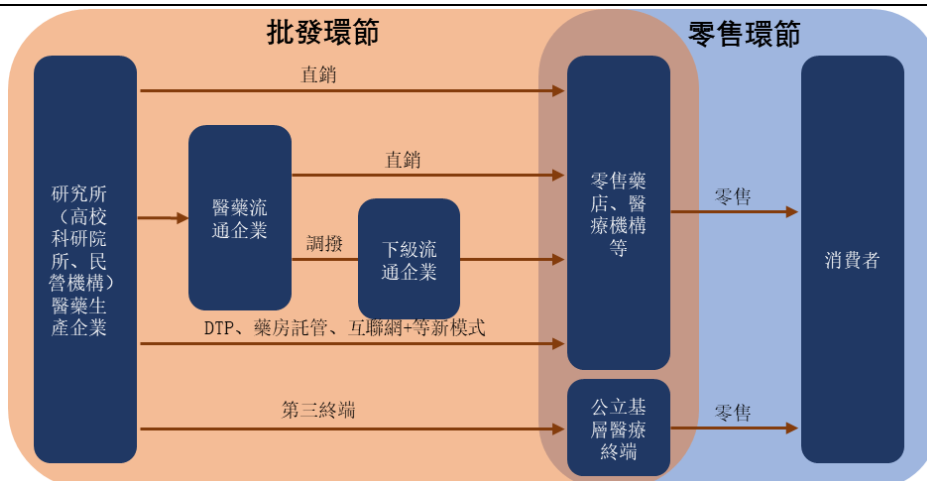 批發環節
零售環節
研究所
（高校
科研院
所、民
營機構）
醫藥生
產企業
直銷
醫藥流
通企業
直銷
調撥
下級流
通企業
DTP、藥房託管、互聯網+等新模式
第三終端
零售藥
店、醫
療機構
等
公立基
層醫療
終端
零售
零售
消費者